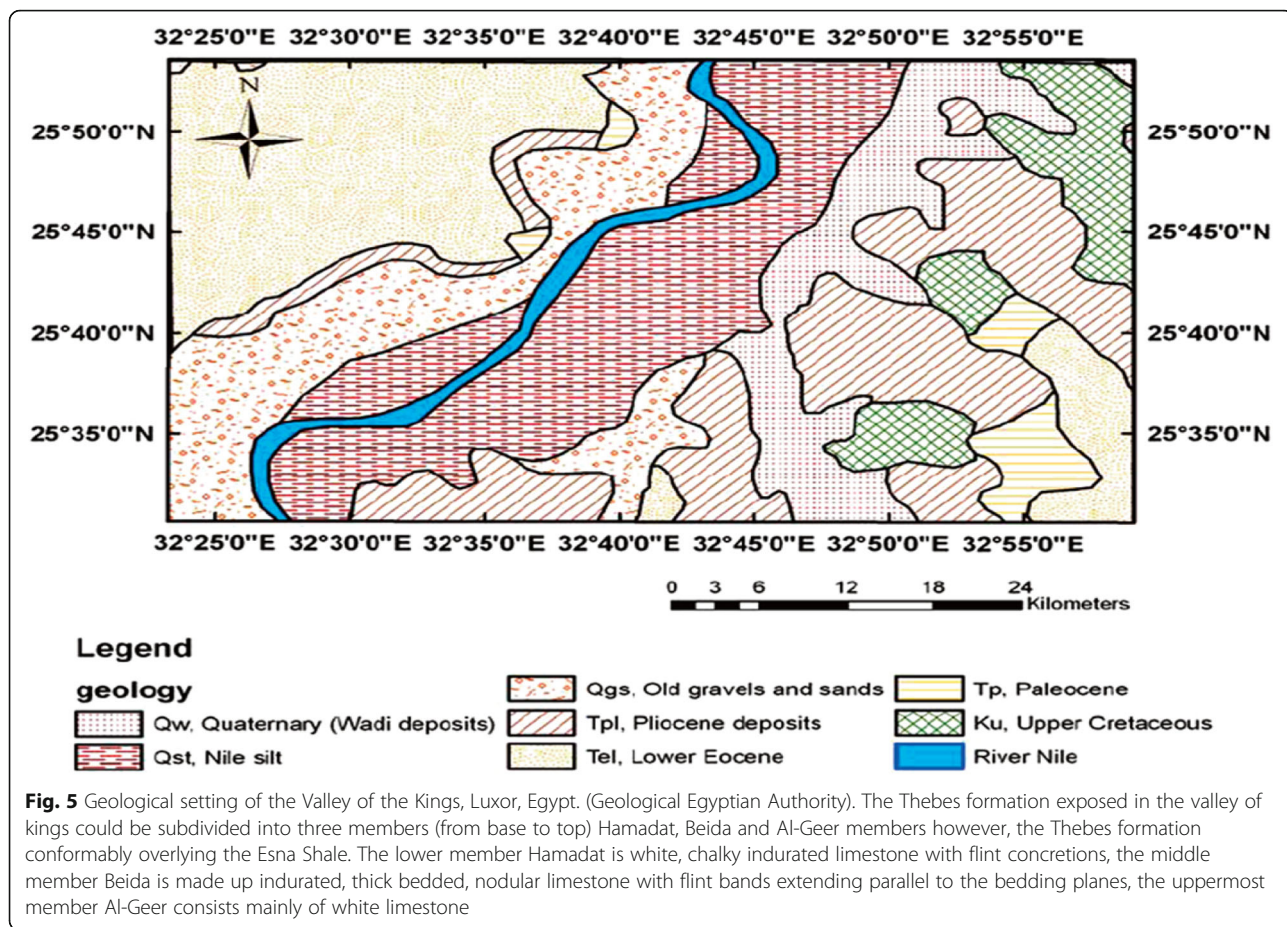 32°25'0"E 32°30'0"E 32°35'0"E 32°40'0"E 32°45'0"E 32°50'0"E 32°55'0"E
N
25°50'0"N 25°50'0"N
25°45'0"N 25°45'0"N
25°40'0"N 25°40'0"N
25°35'0"N 25°35'0"N
32°25'0"E 32°30'0"E 32°35'0"E 32°40'0"E 32°45'0"E 32°50'0"E 32°55'0"E
0 3 6 12 18 24
Kilometers
Legend
geology
Qw, Quaternary (Wadi deposits)
Qst, Nile silt
Qgs, Old gravels and sands
Tpl, Pliocene deposits
Tel, Lower Eocene
Tp, Paleocene
Ku, Upper Cretaceous
River Nile
Fig. 5 Geological setting of the Valley of the Kings, Luxor, Egypt. (Geological Egyptian Authority). The Thebes formation exposed in the valley of
kings could be subdivided into three members (from base to top) Hamadat, Beida and Al-Geer members however, the Thebes formation
conformably overlying the Esna Shale. The lower member Hamadat is white, chalky indurated limestone with flint concretions, the middle
member Beida is made up indurated, thick bedded, nodular limestone with flint bands extending parallel to the bedding planes, the uppermost
member Al-Geer consists mainly of white limestone